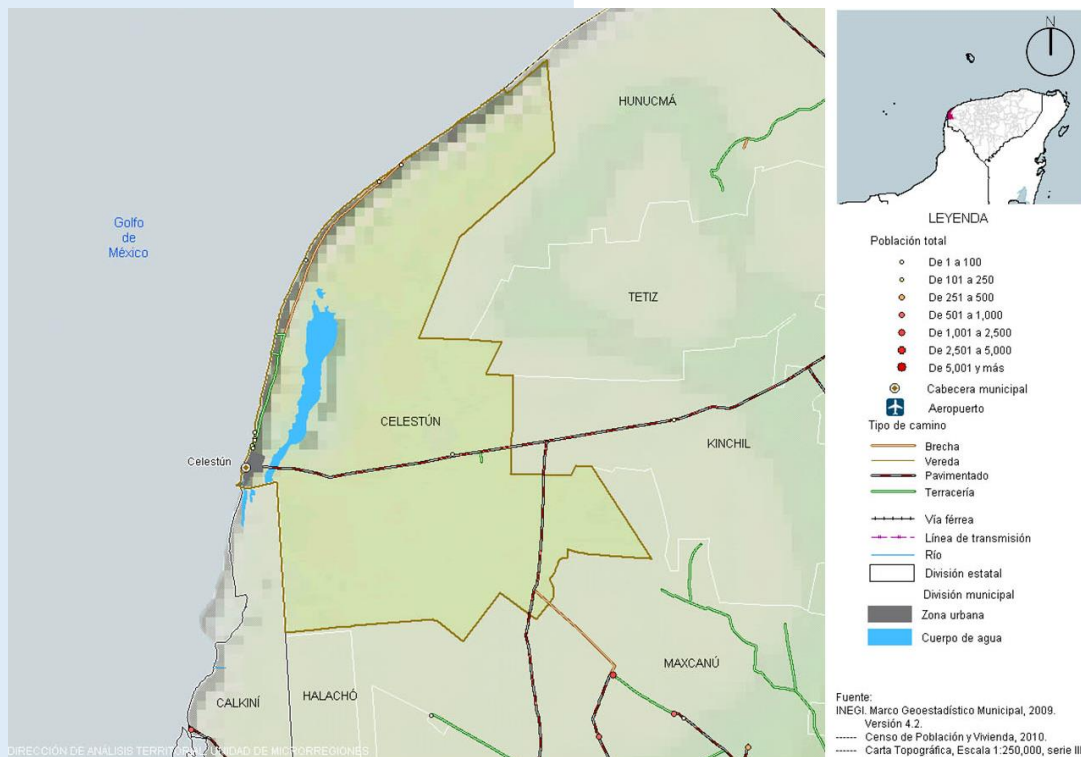 HUNUCMÁ
Golfo
de
México
TETIZ
CELESTÚN
KINCHIL
Celestún
MAXCANÚ
CALKINÍ
HALACHÓ
DIRECCIÓN DE ANÁLISIS TERRITORIAL, UNIDAD DE MICRORREGIONES
N
LEYENDA
Población total
De 1 a 100
De 101 a 250
De 251 a 500
De 501 a 1,000
De 1,001 a 2,500
De 2,501 a 5,000
De 5,001 y más
Cabecera municipal
Aeropuerto
Tipo de camino
Brecha
Vereda
Pavimentado
Terracería
Vía férrea
Línea de transmisión
Río
División estatal
División municipal
Zona urbana
Cuerpo de agua
Fuente:
INEGI. Marco Geoestadístico Municipal, 2009.
Versión 4.2.
----- Censo de Población y Vivienda, 2010.
----- Carta Topográfica, Escala 1:250,000, serie III